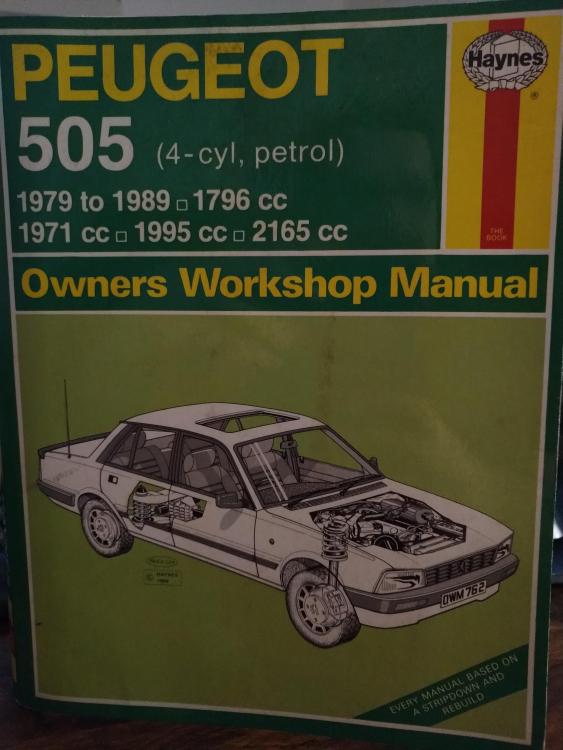 PEUGEOT
Haynes
®
505 (4-cyl, petrol)
1979 to 1989 □ 1796 cc
1971 cc □ 1995 cc □ 2165 cc
THE
BOOK
Owners Workshop Manual
© HAYNES
OWM 762
EVERY MANUAL BASED ON
A STRIPDOWN AND
REBUILD